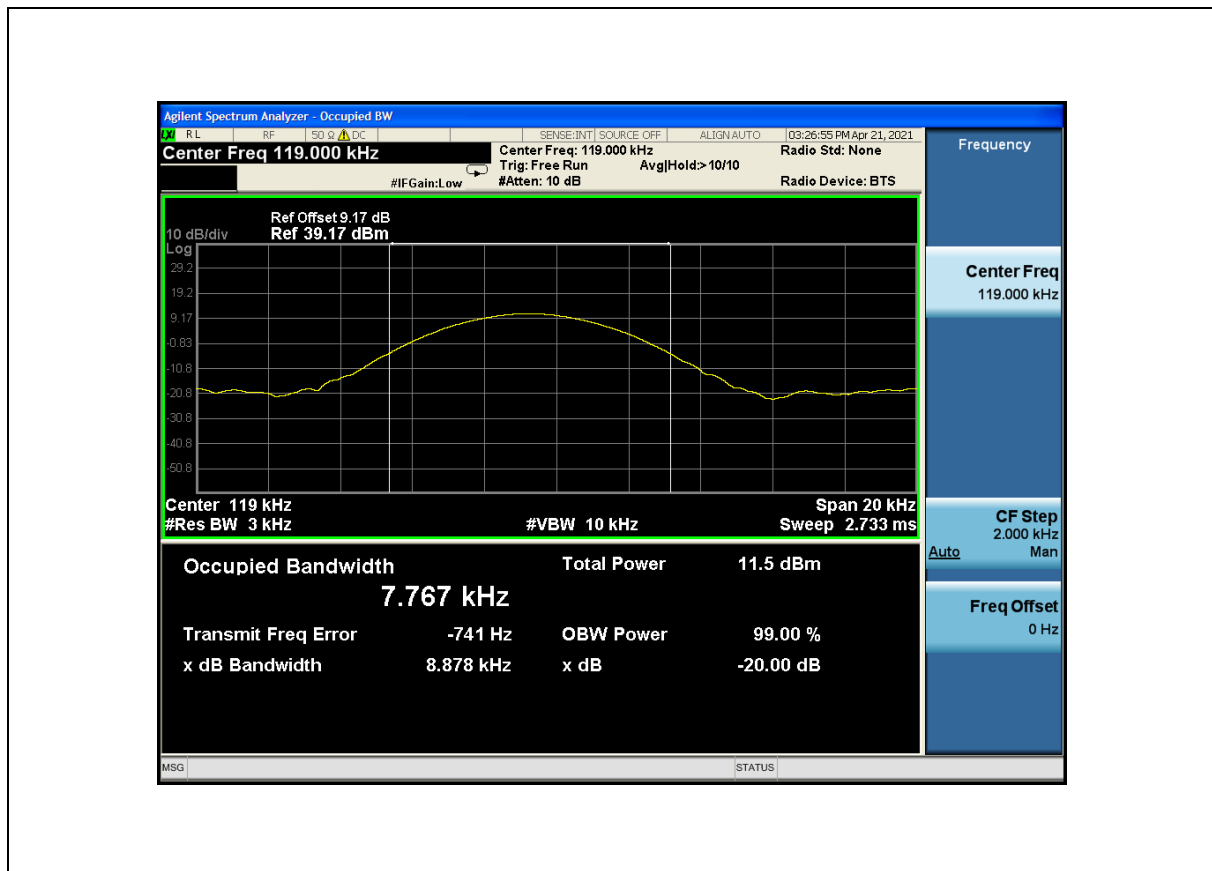 Agilent Spectrum Analyzer - Occupied BW
LXI RL RF 50 Ω ⚠ DC SENSE:INT SOURCE OFF ALIGN AUTO 03:26:55 PM Apr 21, 2021
Center Freq 119.000 kHz
Center Freq: 119.000 kHz Radio Std: None
Trig: Free Run Avg|Hold:> 10/10
#IFGain:Low #Atten: 10 dB Radio Device: BTS
Ref Offset 9.17 dB
10 dB/div Ref 39.17 dBm
Log
29.2
19.2
9.17
-0.83
-10.8
-20.8
-30.8
-40.8
-50.8
Center 119 kHz Span 20 kHz
#Res BW 3 kHz #VBW 10 kHz Sweep 2.733 ms
Occupied Bandwidth Total Power 11.5 dBm
7.767 kHz
Transmit Freq Error -741 Hz OBW Power 99.00 %
x dB Bandwidth 8.878 kHz x dB -20.00 dB
MSG STATUS
Frequency
Center Freq
119.000 kHz
CF Step
2.000 kHz
Auto Man
Freq Offset
0 Hz